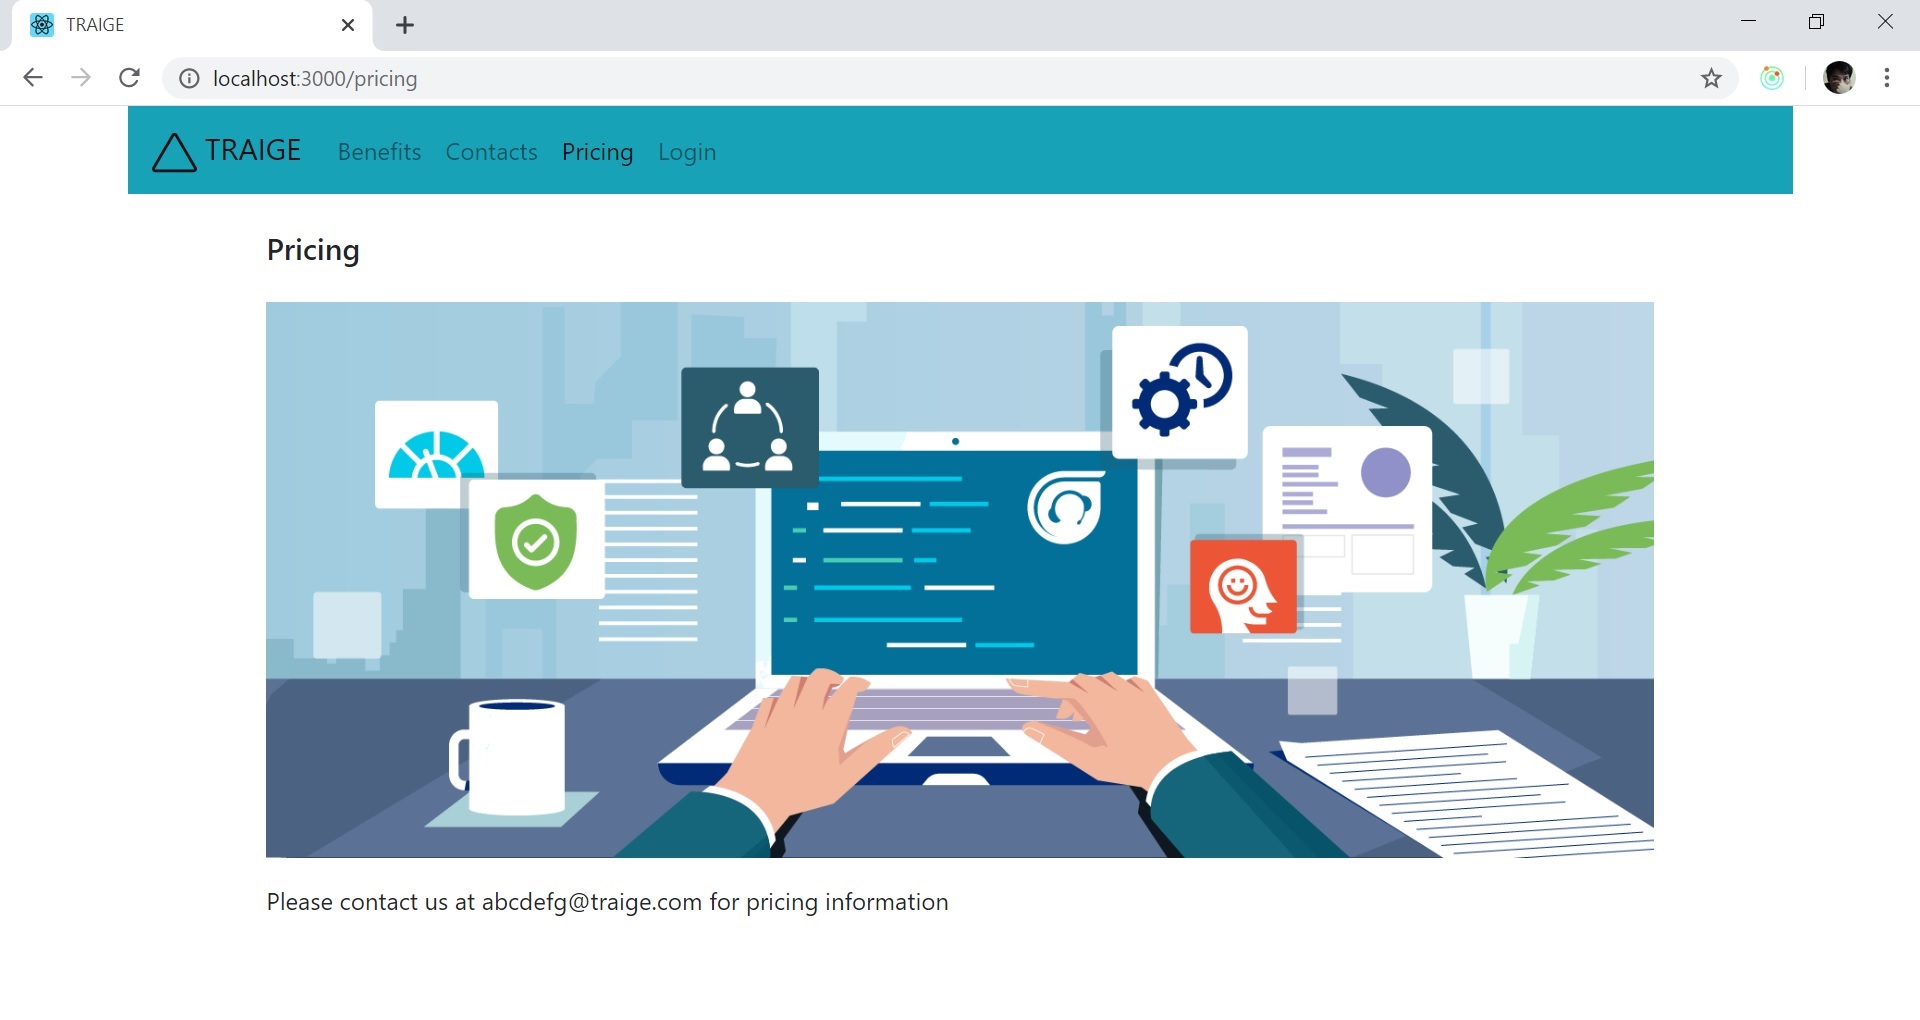 TRAIGE
localhost:3000/pricing
TRAIGE Benefits Contacts Pricing Login
Pricing
Please contact us at abcdefg@traige.com for pricing information